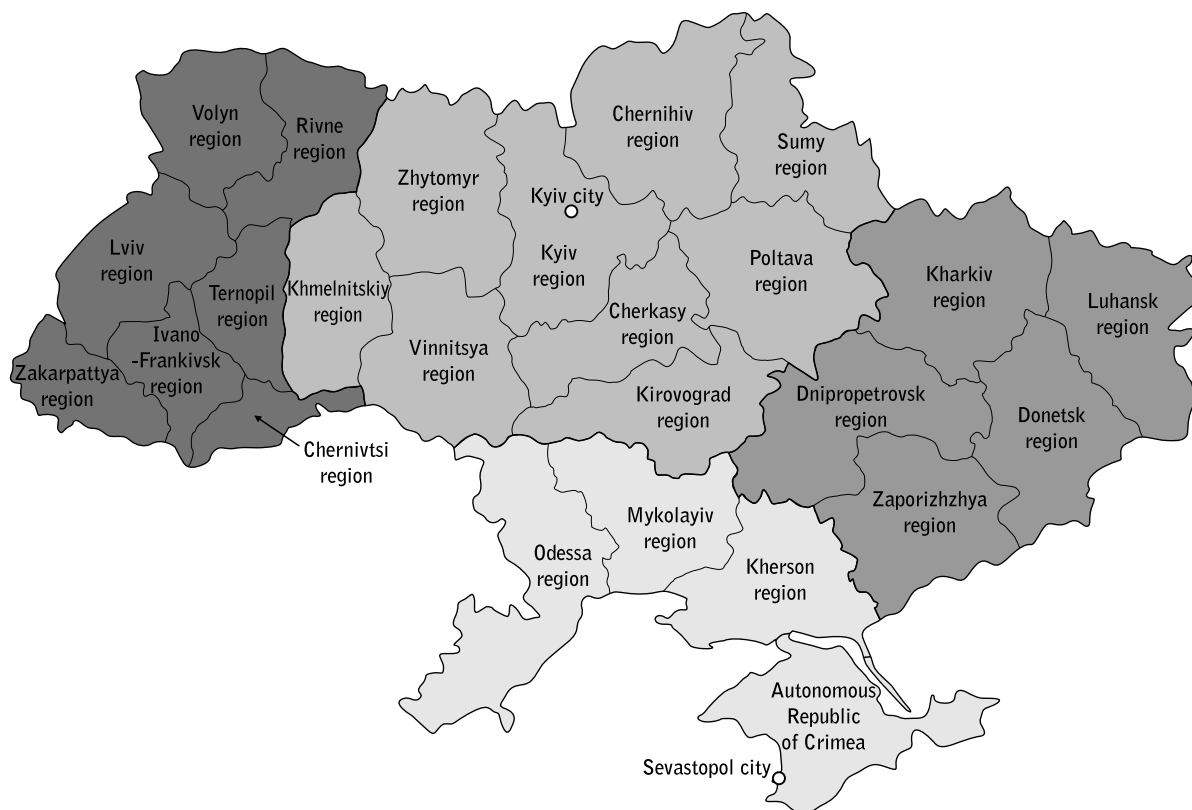 Volyn
region
Rivne
region
Chernihiv
region
Sumy
region
Zhytomyr
region
Kyiv city
Kyiv
region
Lviv
region
Ternopil
region
Khmelnitskiy
region
Poltava
region
Kharkiv
region
Luhansk
region
Cherkasy
region
Ivano
-Frankivsk
region
Vinnitsya
region
Zakarpattya
region
Kirovograd
region
Dnipropetrovsk
region
Donetsk
region
Chernivtsi
region
Zaporizhzhya
region
Mykolayiv
region
Odessa
region
Kherson
region
Autonomous
Republic
of Crimea
Sevastopol city